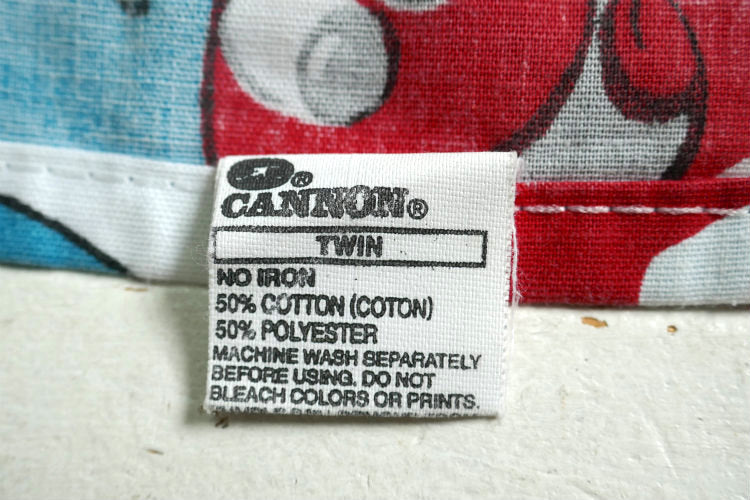 ®
CANNON®
TWIN
NO IRON
50% COTTON (COTON)
50% POLYESTER
MACHINE WASH SEPARATELY
BEFORE USING. DO NOT
BLEACH COLORS OR PRINTS.